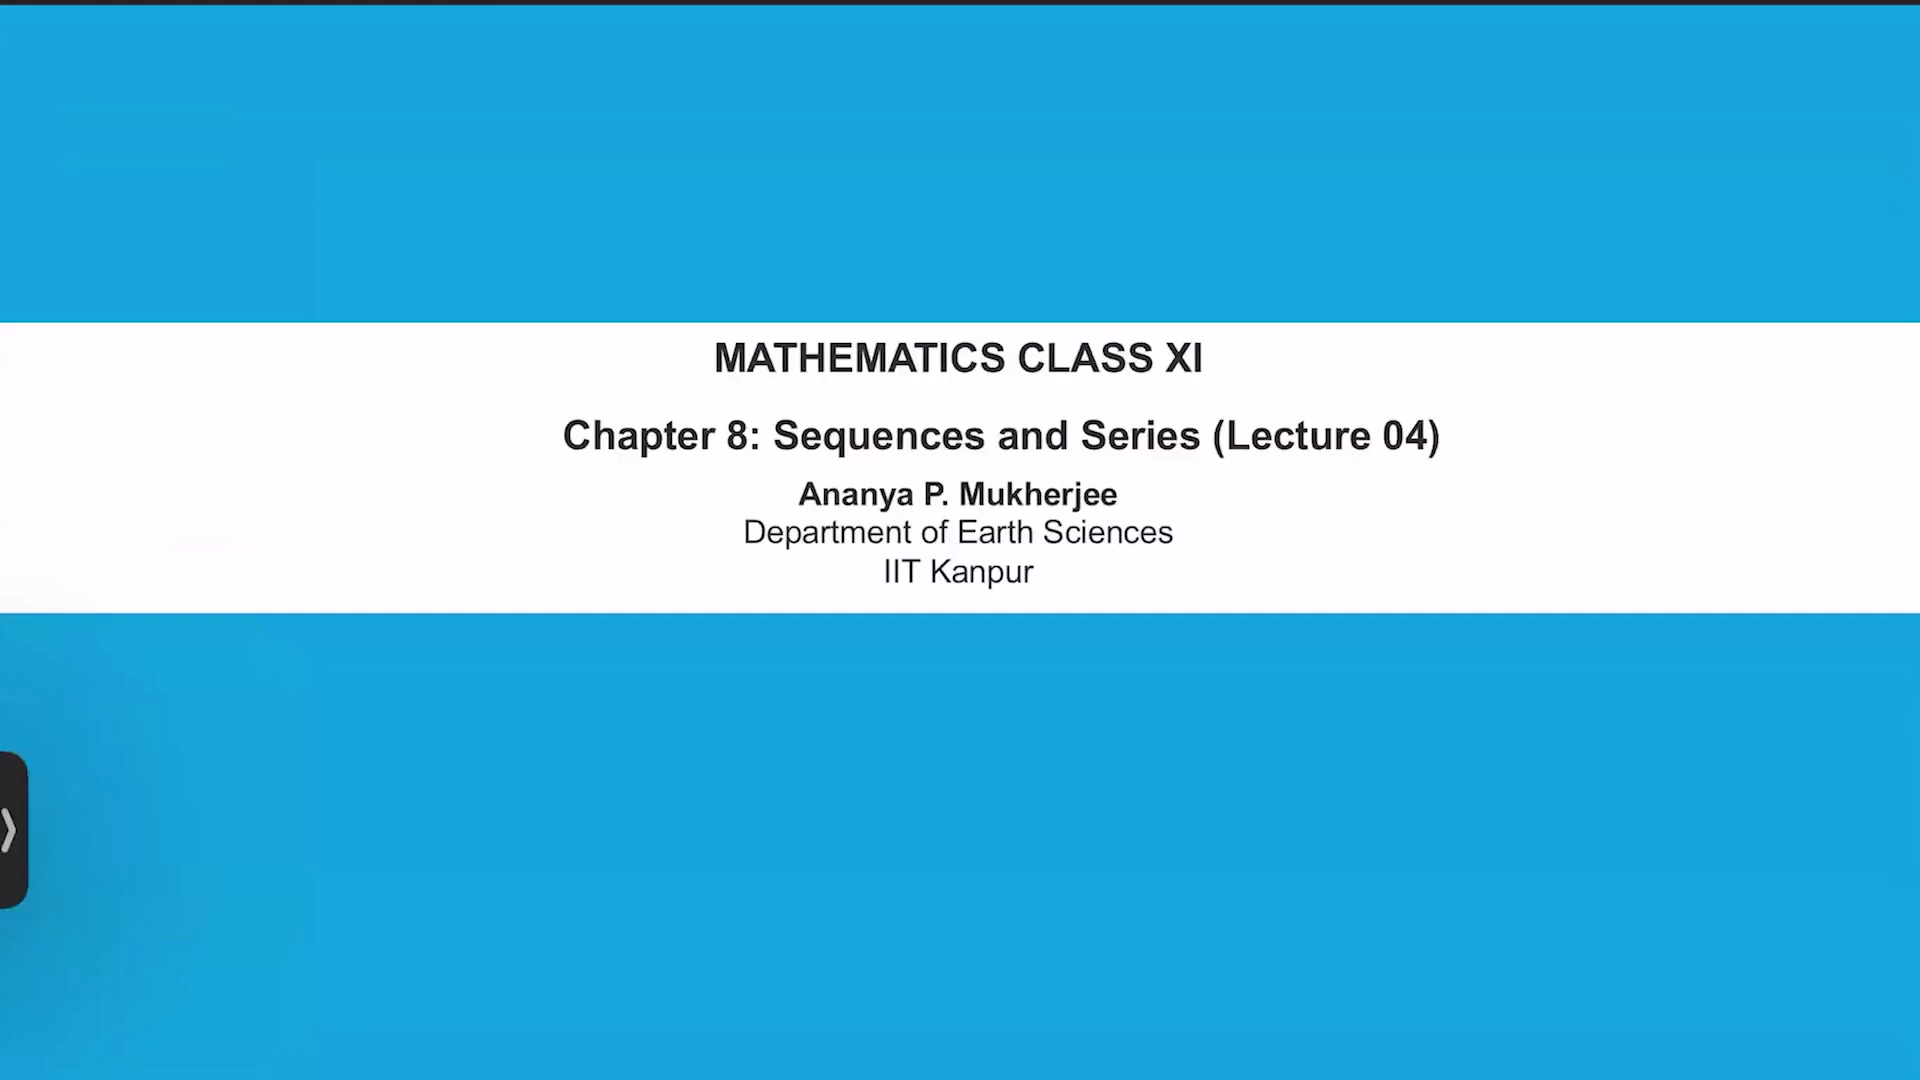 MATHEMATICS CLASS XI
Chapter 8: Sequences and Series (Lecture 04)
Ananya P. Mukherjee
Department of Earth Sciences
IIT Kanpur